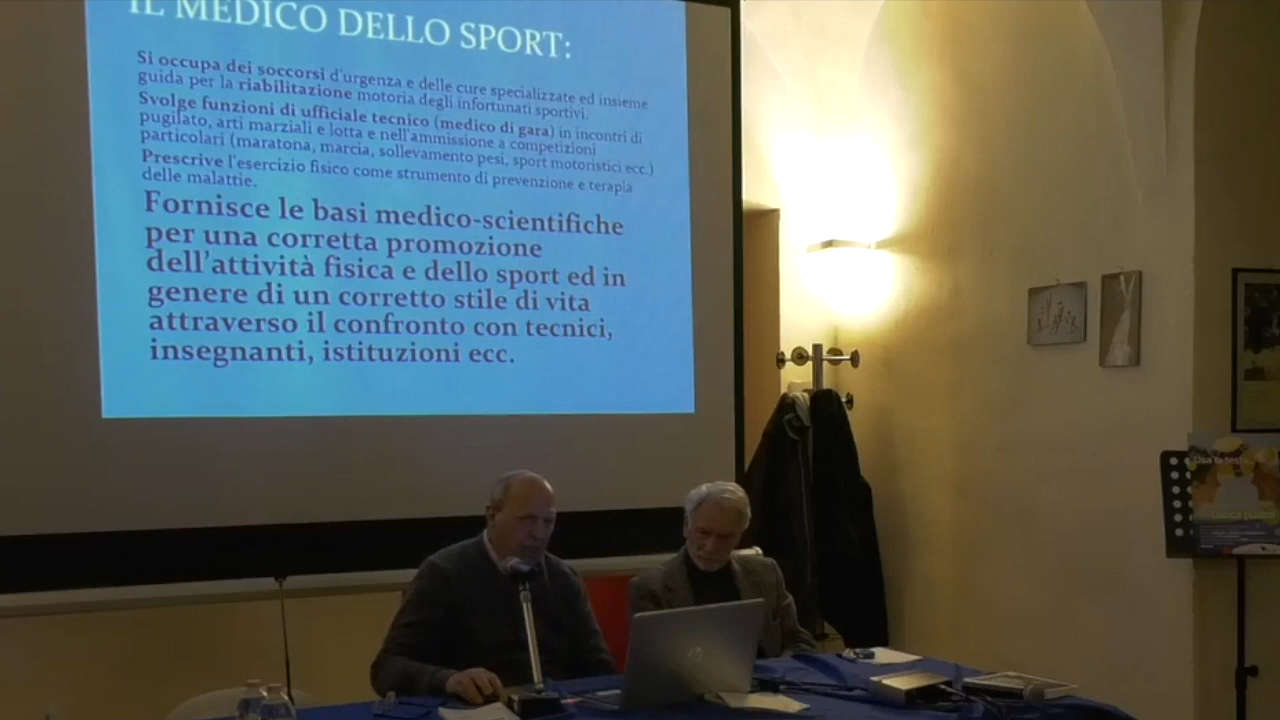 IL MEDICO DELLO SPORT:
Si occupa dei soccorsi d'urgenza e delle cure specializzate ed insieme
guida per la riabilitazione motoria degli infortunati sportivi.
Svolge funzioni di ufficiale tecnico (medico di gara) in incontri di
pugilato, arti marziali e lotta e nell'ammissione a competizioni
particolari (maratona, marcia, sollevamento pesi, sport motoristici ecc.)
Prescrive l'esercizio fisico come strumento di prevenzione e terapia
delle malattie.
Fornisce le basi medico-scientifiche
per una corretta promozione
dell'attività fisica e dello sport ed in
genere di un corretto stile di vita
attraverso il confronto con tecnici,
insegnanti, istituzioni ecc.